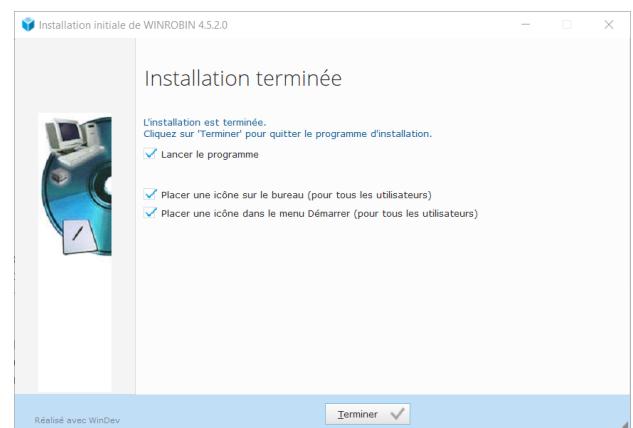 Installation initiale de WINROBIN 4.5.2.0
Installation terminée
L'installation est terminée.
Cliquez sur 'Terminer' pour quitter le programme d'installation.
Lancer le programme
Placer une icône sur le bureau (pour tous les utilisateurs)
Placer une icône dans le menu Démarrer (pour tous les utilisateurs)
Terminer
Réalisé avec WinDev